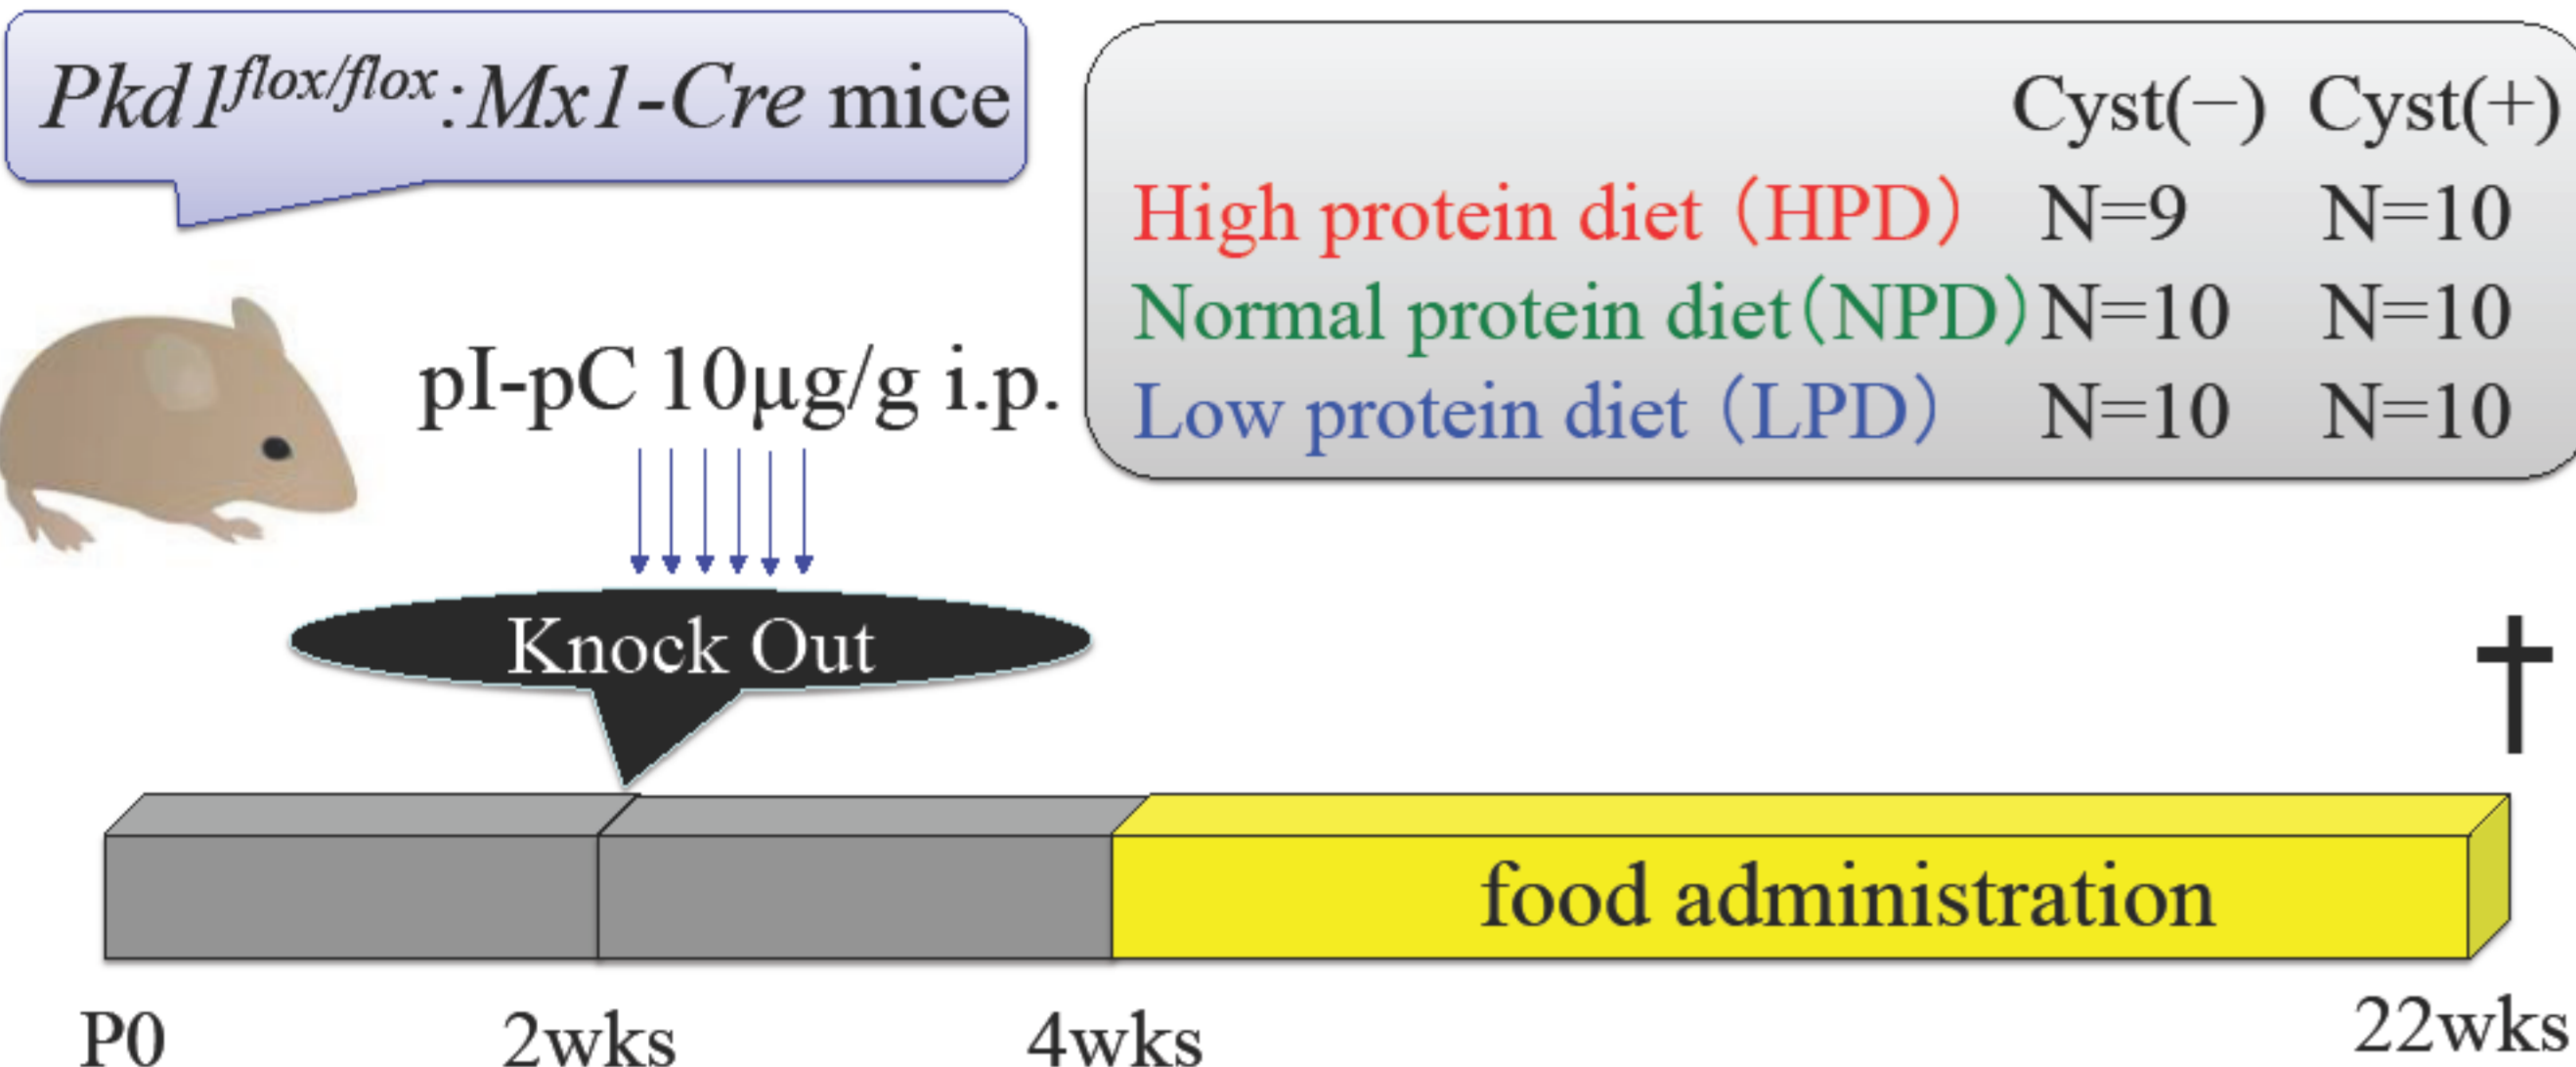 Pkd1flox/flox:Mx1-Cre mice
Cyst(−) Cyst(+)
High protein diet（HPD） N=9 N=10
Normal protein diet（NPD） N=10 N=10
Low protein diet（LPD） N=10 N=10
pI-pC 10μg/g i.p.
Knock Out
food administration
P0 2wks 4wks 22wks